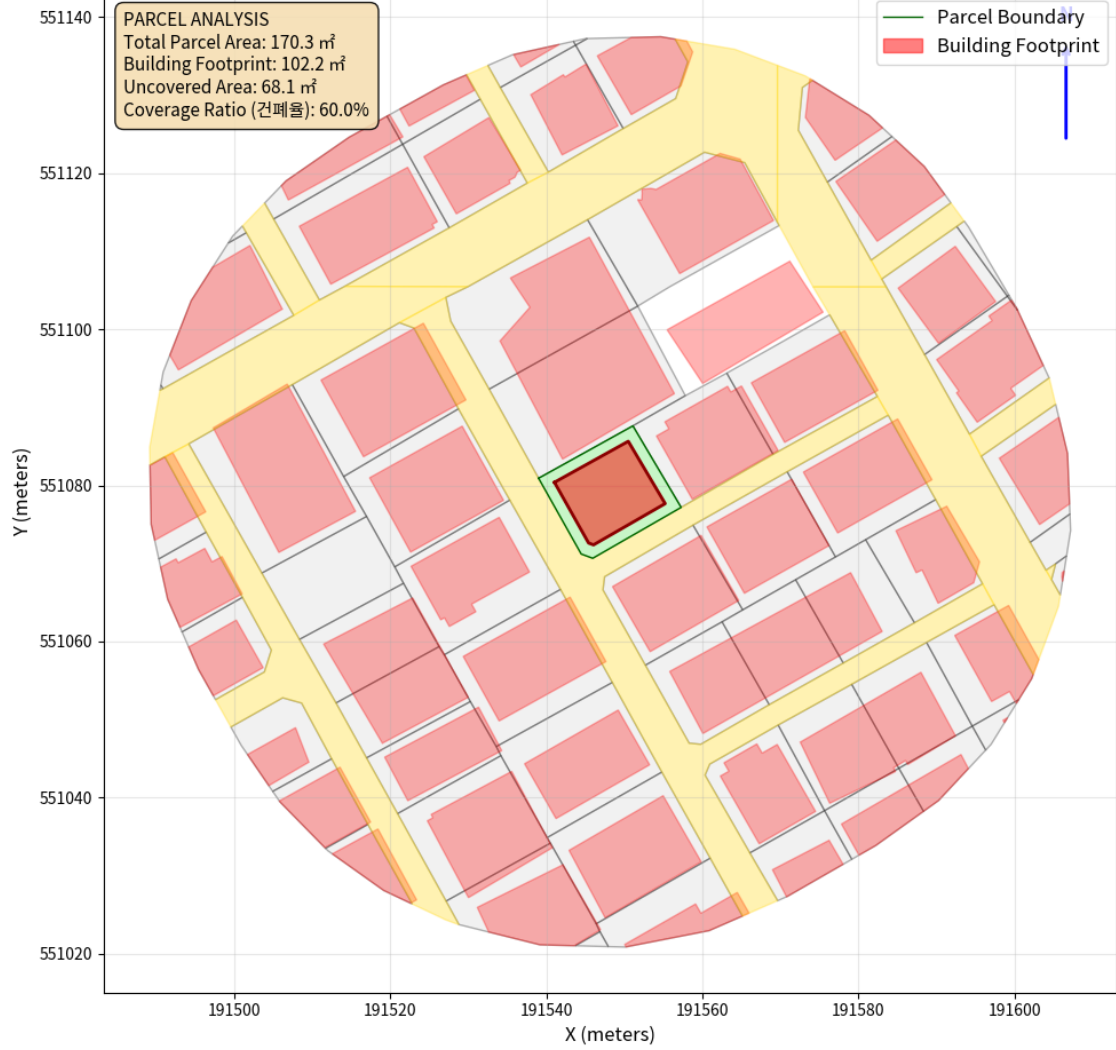 551140
551120
551100
551080
551060
551040
551020
Y (meters)
PARCEL ANALYSIS
Total Parcel Area: 170.3 ㎡
Building Footprint: 102.2 ㎡
Uncovered Area: 68.1 ㎡
Coverage Ratio (건폐율): 60.0%
N
Parcel Boundary
Building Footprint
191500
191520
191540
191560
191580
191600
X (meters)